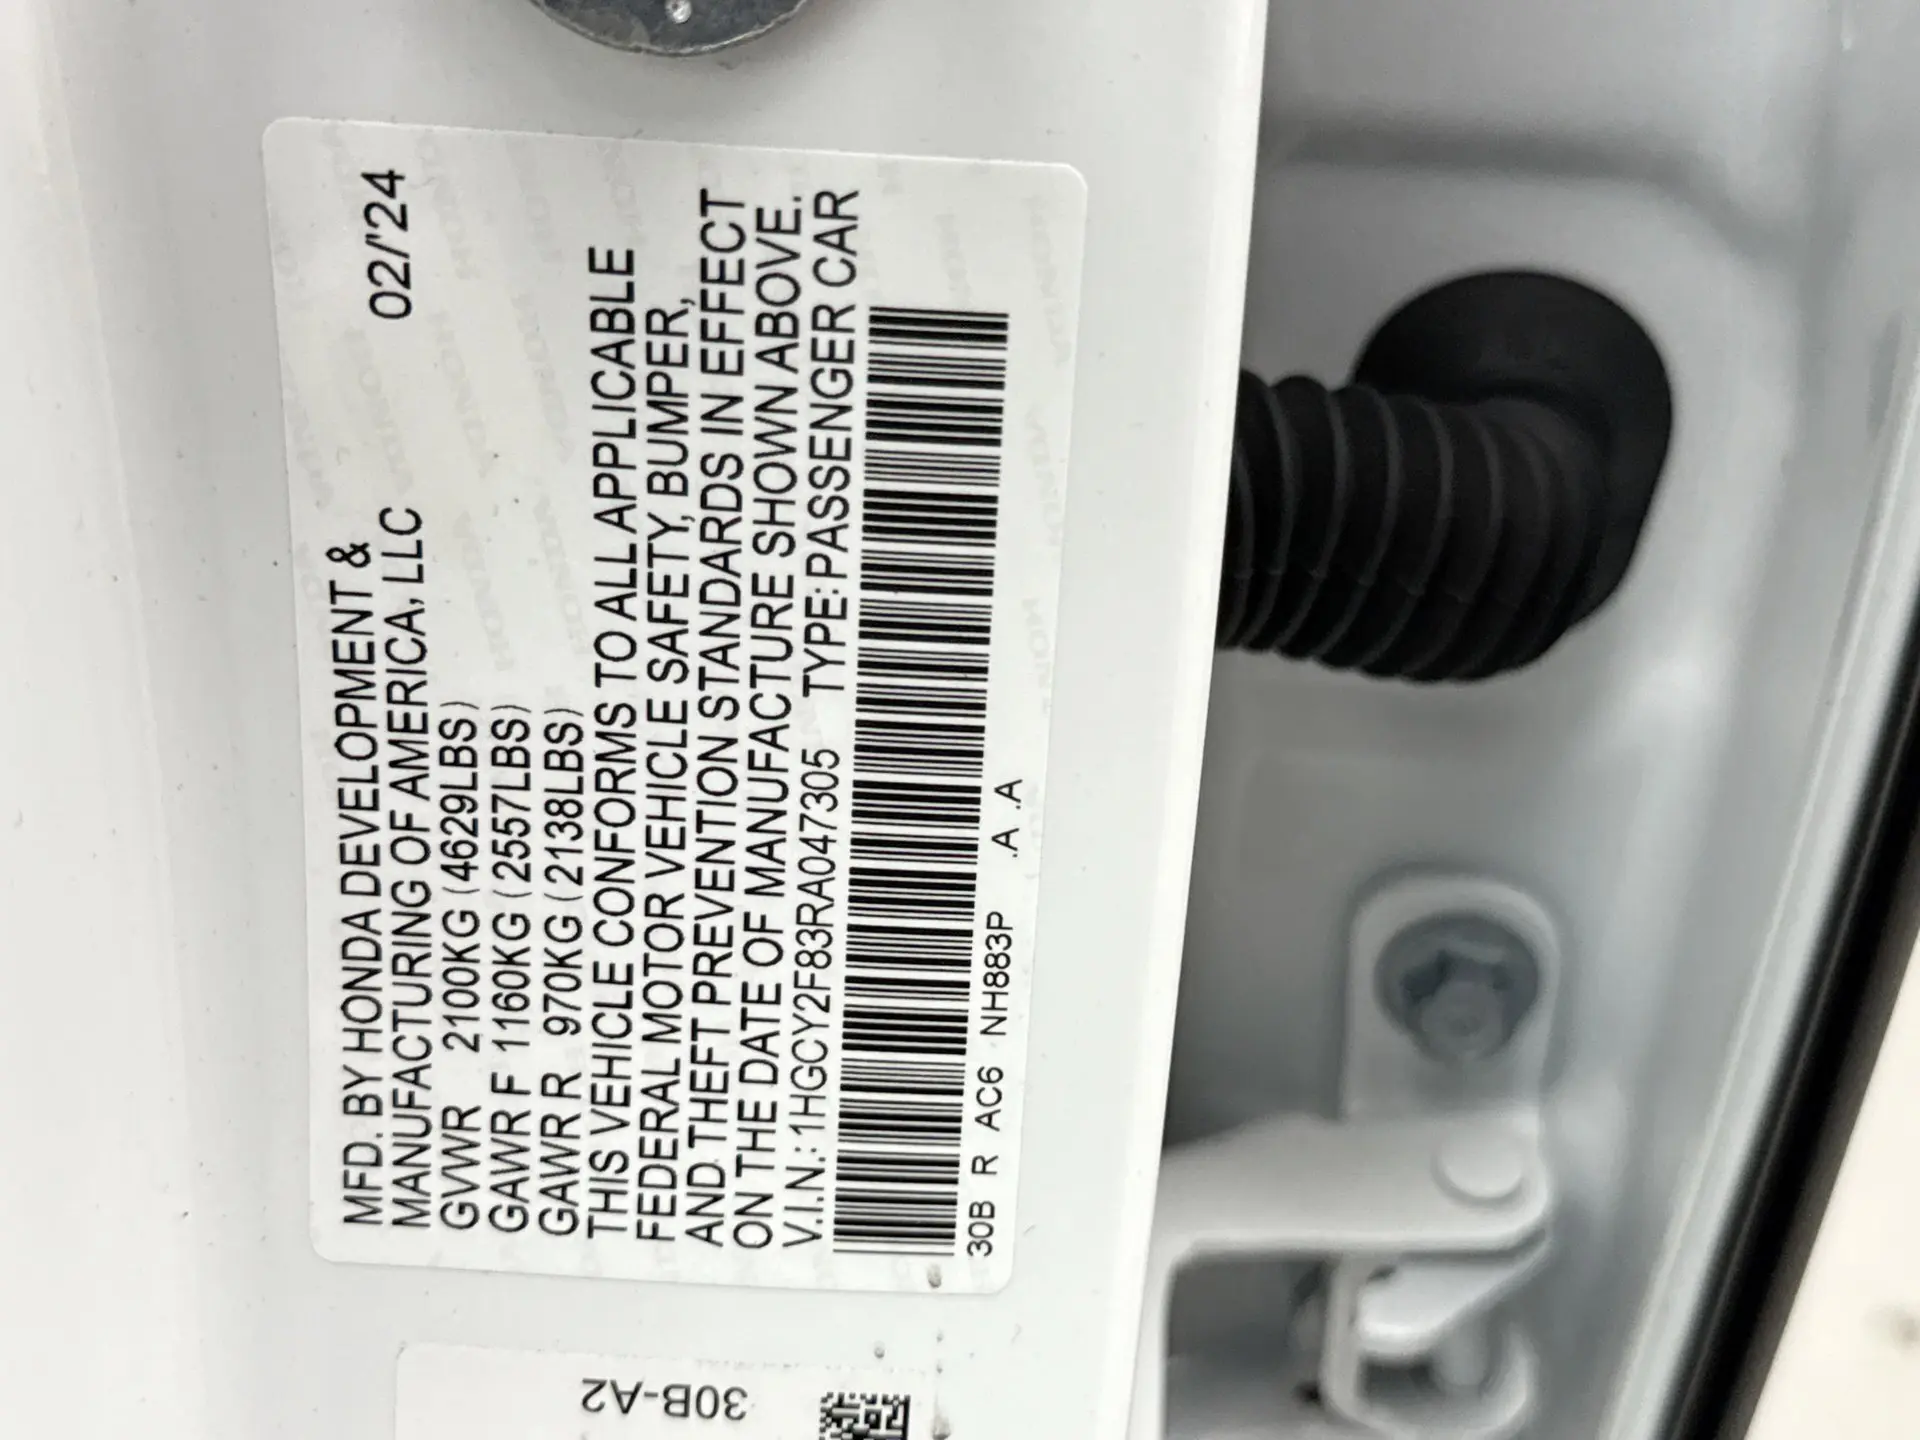 MFD. BY HONDA DEVELOPMENT &
MANUFACTURING OF AMERICA, LLC 02/'24
GVWR 2100KG (4629LBS)
GAWR F 1160KG (2557LBS)
GAWR R 970KG (2138LBS)
THIS VEHICLE CONFORMS TO ALL APPLICABLE
FEDERAL MOTOR VEHICLE SAFETY, BUMPER,
AND THEFT PREVENTION STANDARDS IN EFFECT
ON THE DATE OF MANUFACTURE SHOWN ABOVE.
V.I.N.: 1HGCY2F83RA047305 TYPE: PASSENGER CAR
30B R AC6 NH883P .A .A
30B-A2